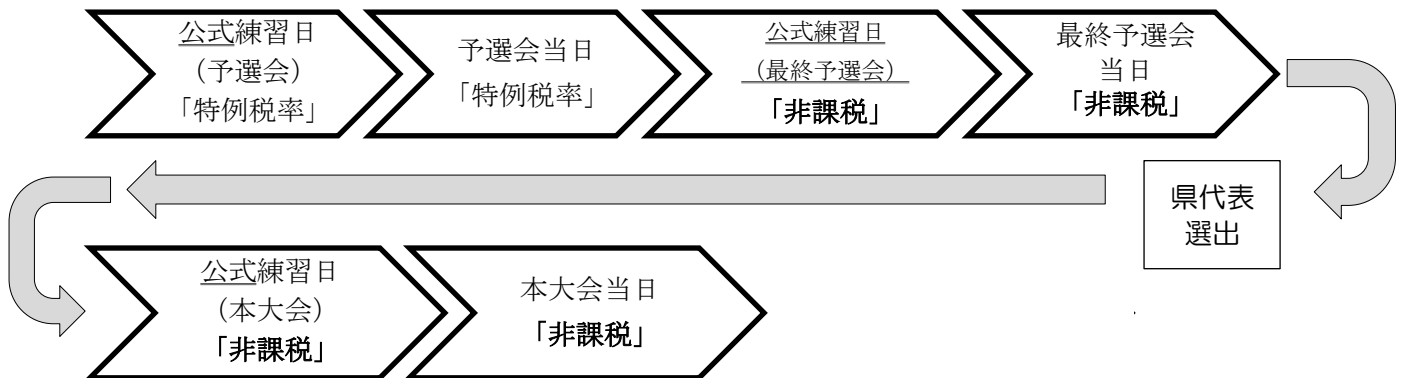 公式練習日
（予選会）
「特例税率」
予選会当日
「特例税率」
公式練習日
（最終予選会）
「非課税」
最終予選会
当日
「非課税」
県代表
選出
公式練習日
（本大会）
「非課税」
本大会当日
「非課税」